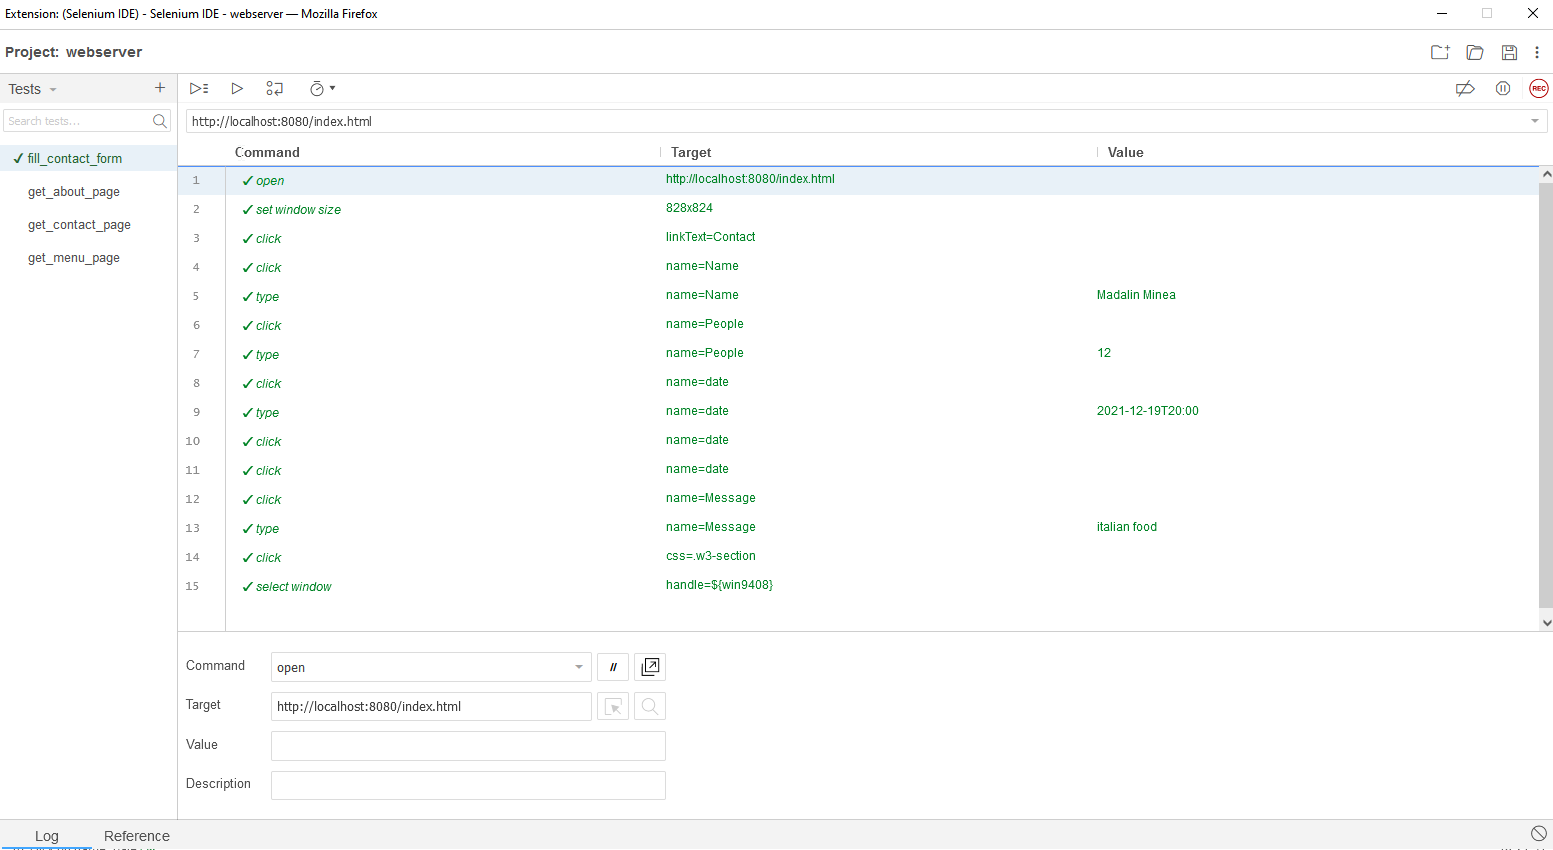 Extension: (Selenium IDE) - Selenium IDE - webserver — Mozilla Firefox
Project: webserver
Tests
Search tests...
✓ fill_contact_form
get_about_page
get_contact_page
get_menu_page
REC
http://localhost:8080/index.html
Command Target Value
1 ✓ open http://localhost:8080/index.html
2 ✓ set window size 828x824
3 ✓ click linkText=Contact
4 ✓ click name=Name
5 ✓ type name=Name Madalin Minea
6 ✓ click name=People
7 ✓ type name=People 12
8 ✓ click name=date
9 ✓ type name=date 2021-12-19T20:00
10 ✓ click name=date
11 ✓ click name=date
12 ✓ click name=Message
13 ✓ type name=Message italian food
14 ✓ click css=.w3-section
15 ✓ select window handle=${win9408}
Command open //
Target http://localhost:8080/index.html
Value
Description
Log Reference